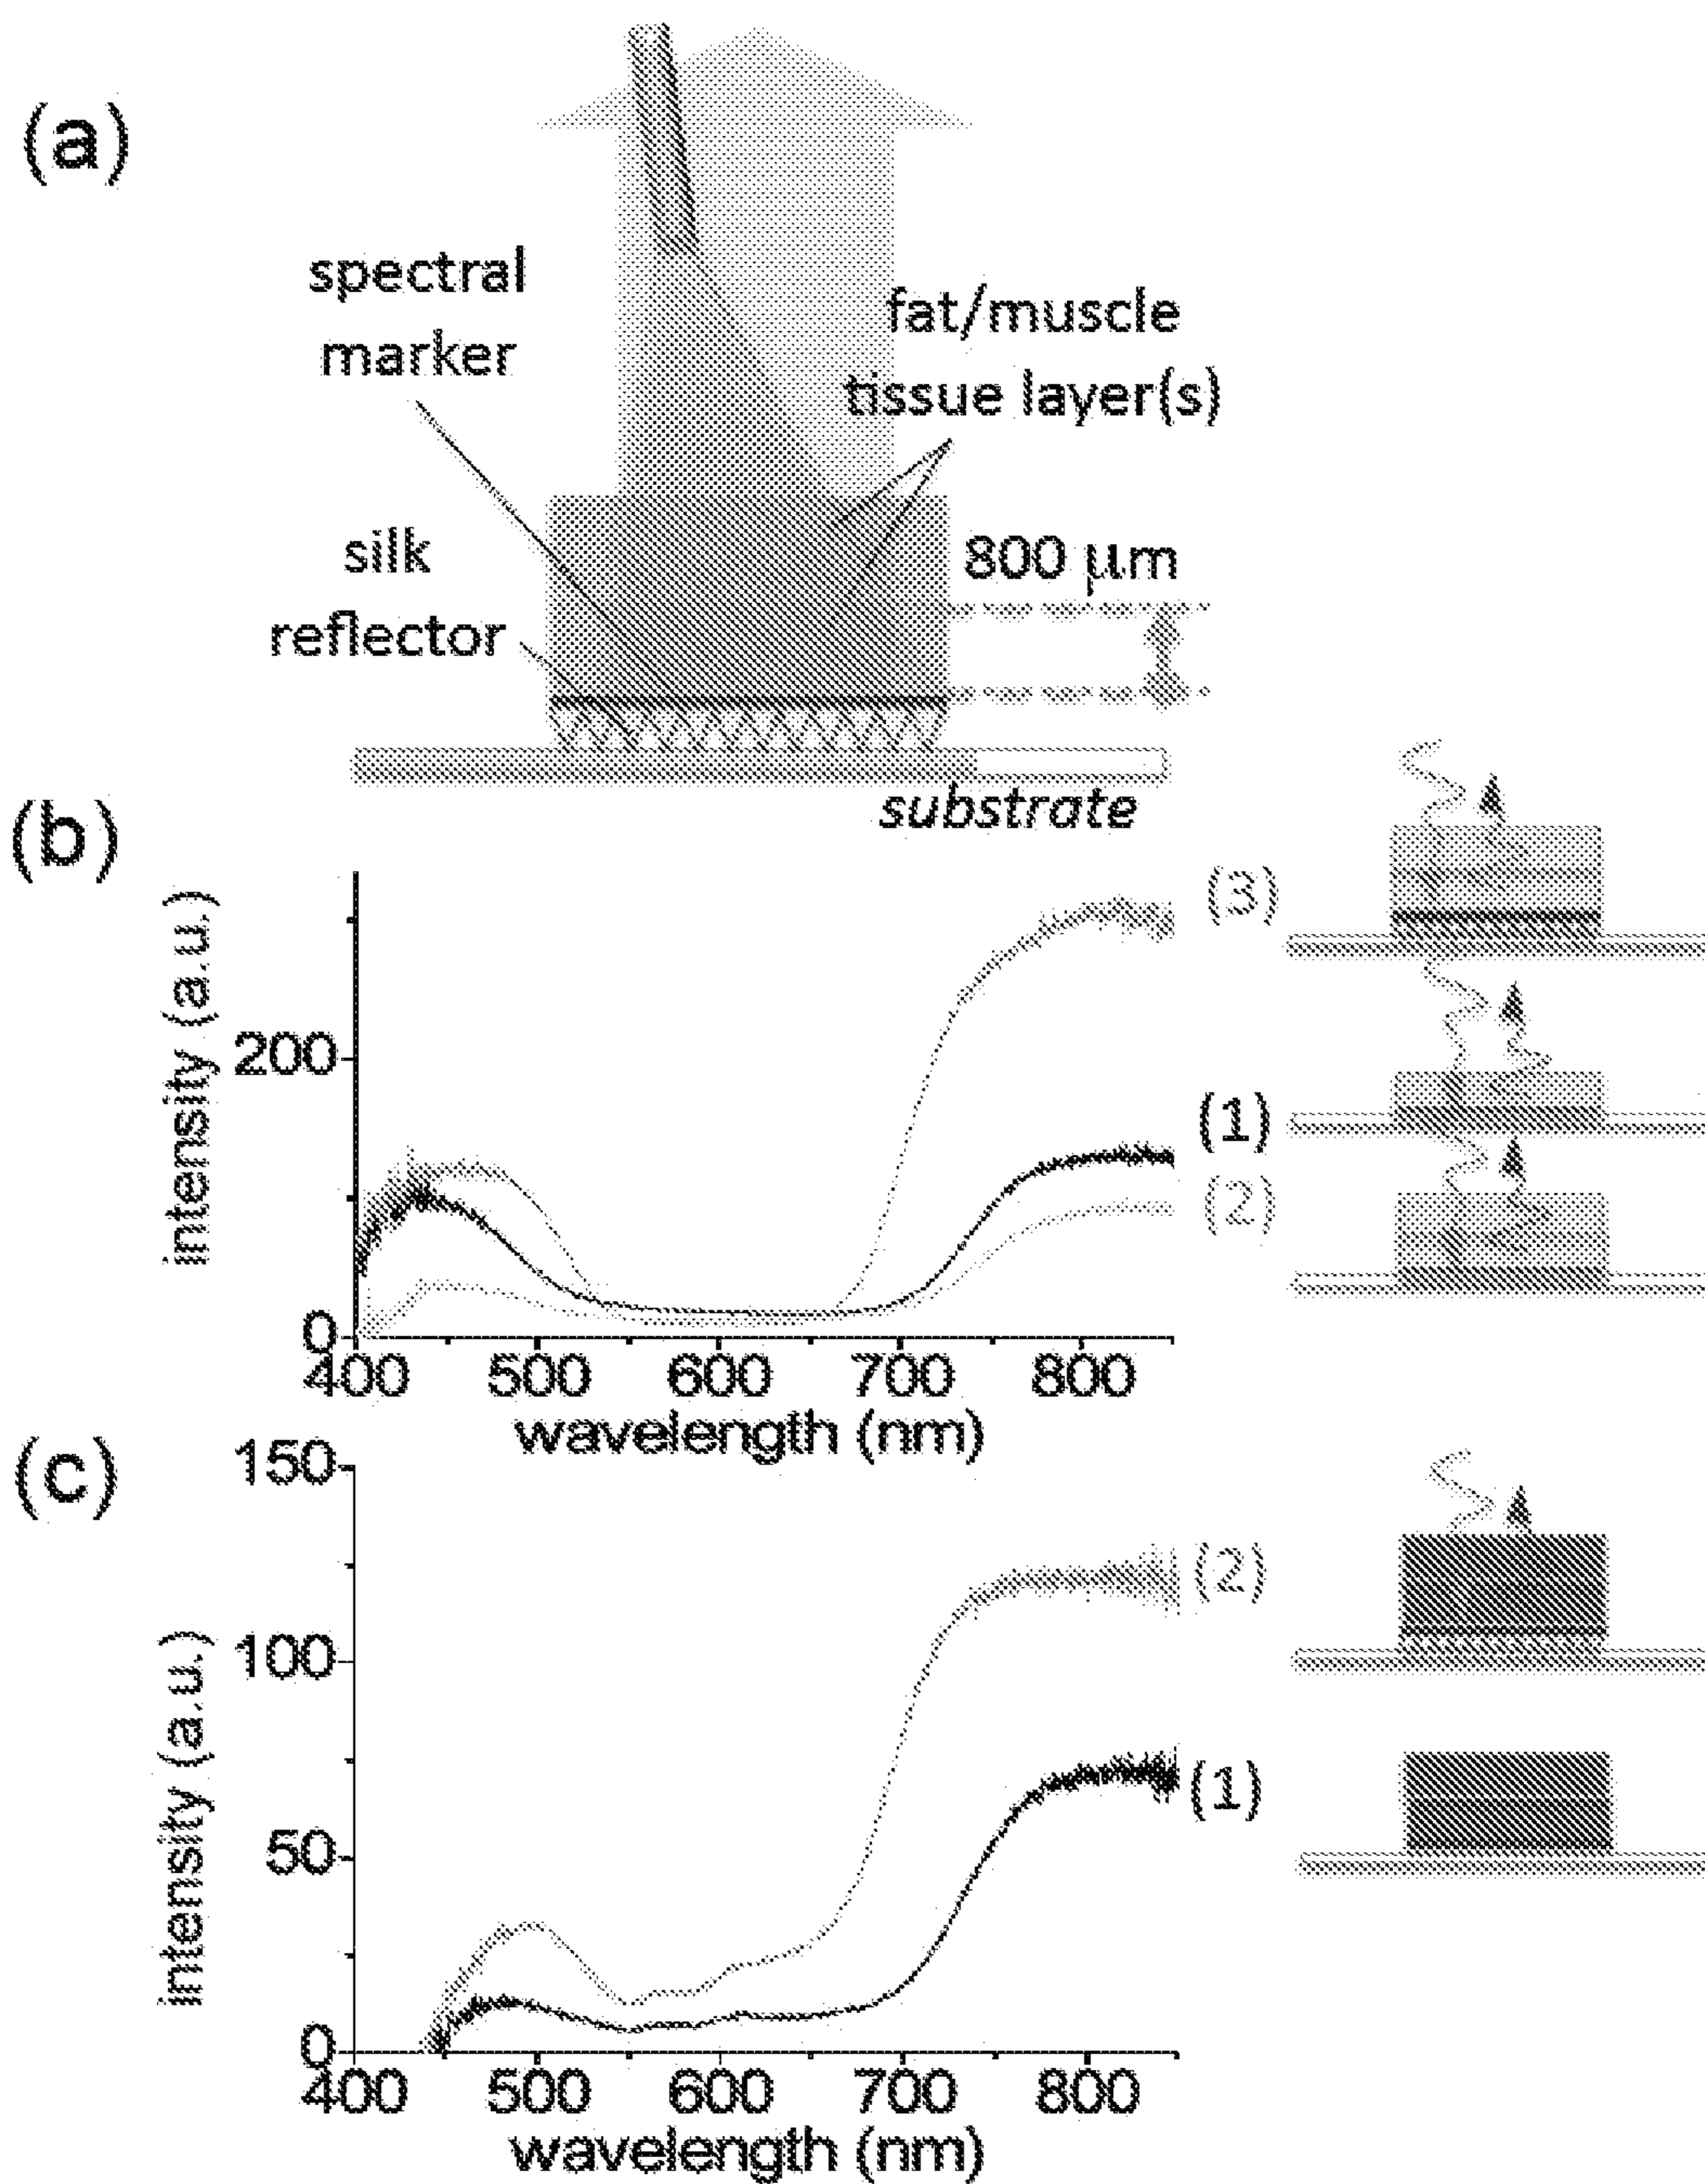 (a)
spectral
marker
fat/muscle
tissue layer(s)
silk
reflector
800 μm
substrate
(b)
intensity (a.u.)
200
0
400 500 600 700 800
wavelength (nm)
(3)
(1)
(2)
(c)
intensity (a.u.)
150
100
50
0
400 500 600 700 800
wavelength (nm)
(2)
(1)